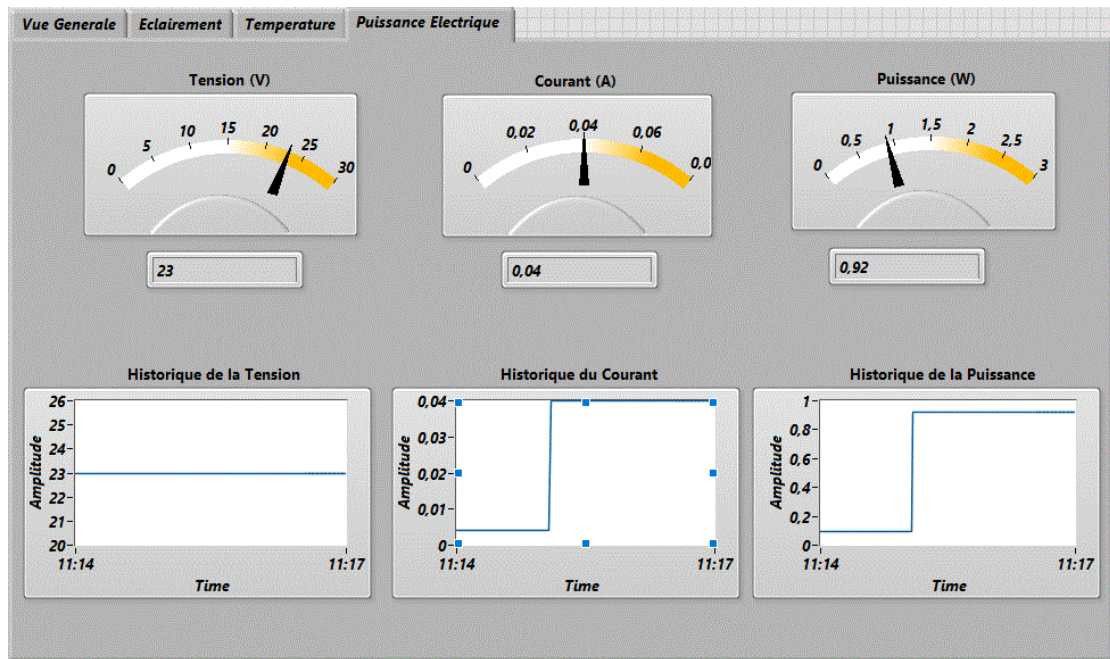 Vue Generale
Eclairement
Temperature
Puissance Electrique
Tension (V)
0 5 10 15 20 25 30
23
Courant (A)
0 0,02 0,04 0,06 0,0
0,04
Puissance (W)
0 0,5 1 1,5 2 2,5 3
0,92
Historique de la Tension
Amplitude
26
25
24
23
22
21
20
11:14 11:17
Time
Historique du Courant
Amplitude
0,04
0,03
0,02
0,01
0
11:14 11:17
Time
Historique de la Puissance
Amplitude
1
0,8
0,6
0,4
0,2
0
11:14 11:17
Time